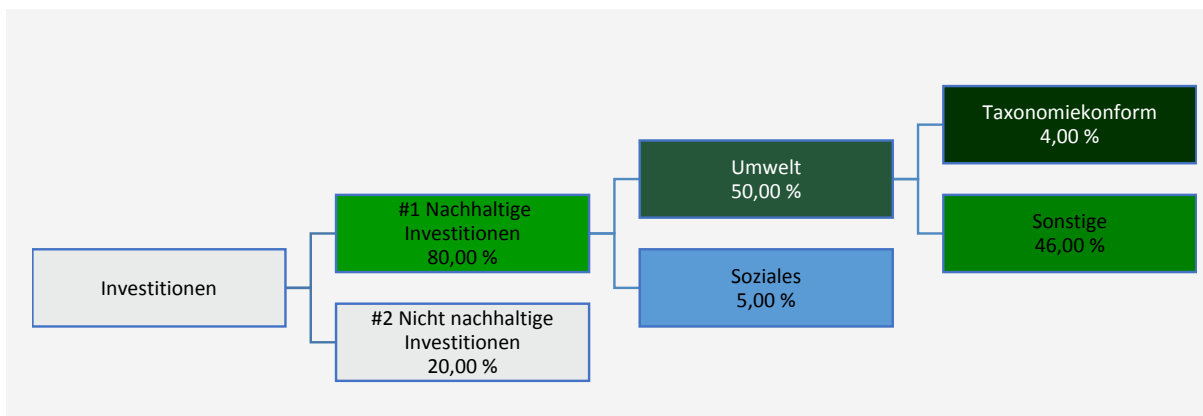 Investitionen
#1 Nachhaltige
Investitionen
80,00 %
#2 Nicht nachhaltige
Investitionen
20,00 %
Umwelt
50,00 %
Soziales
5,00 %
Taxonomiekonform
4,00 %
Sonstige
46,00 %